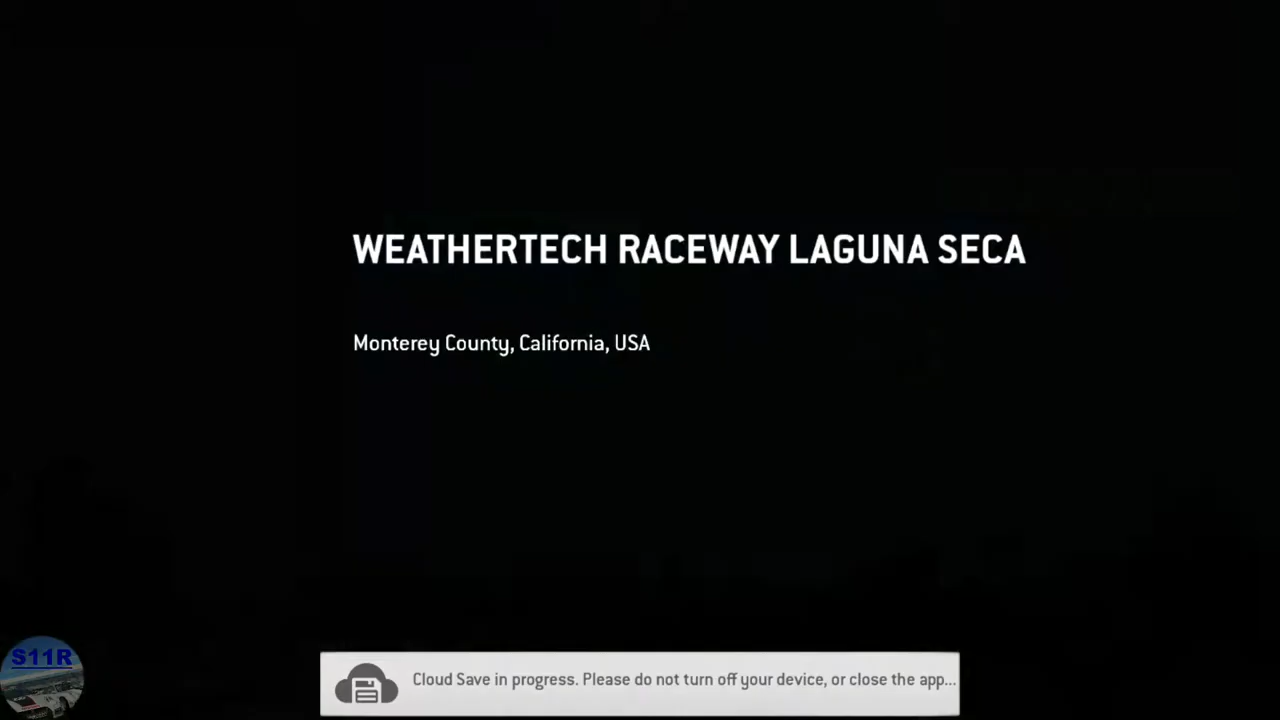 WEATHERTECH RACEWAY LAGUNA SECA
Monterey County, California, USA
Cloud Save in progress. Please do not turn off your device, or close the app...
S11R